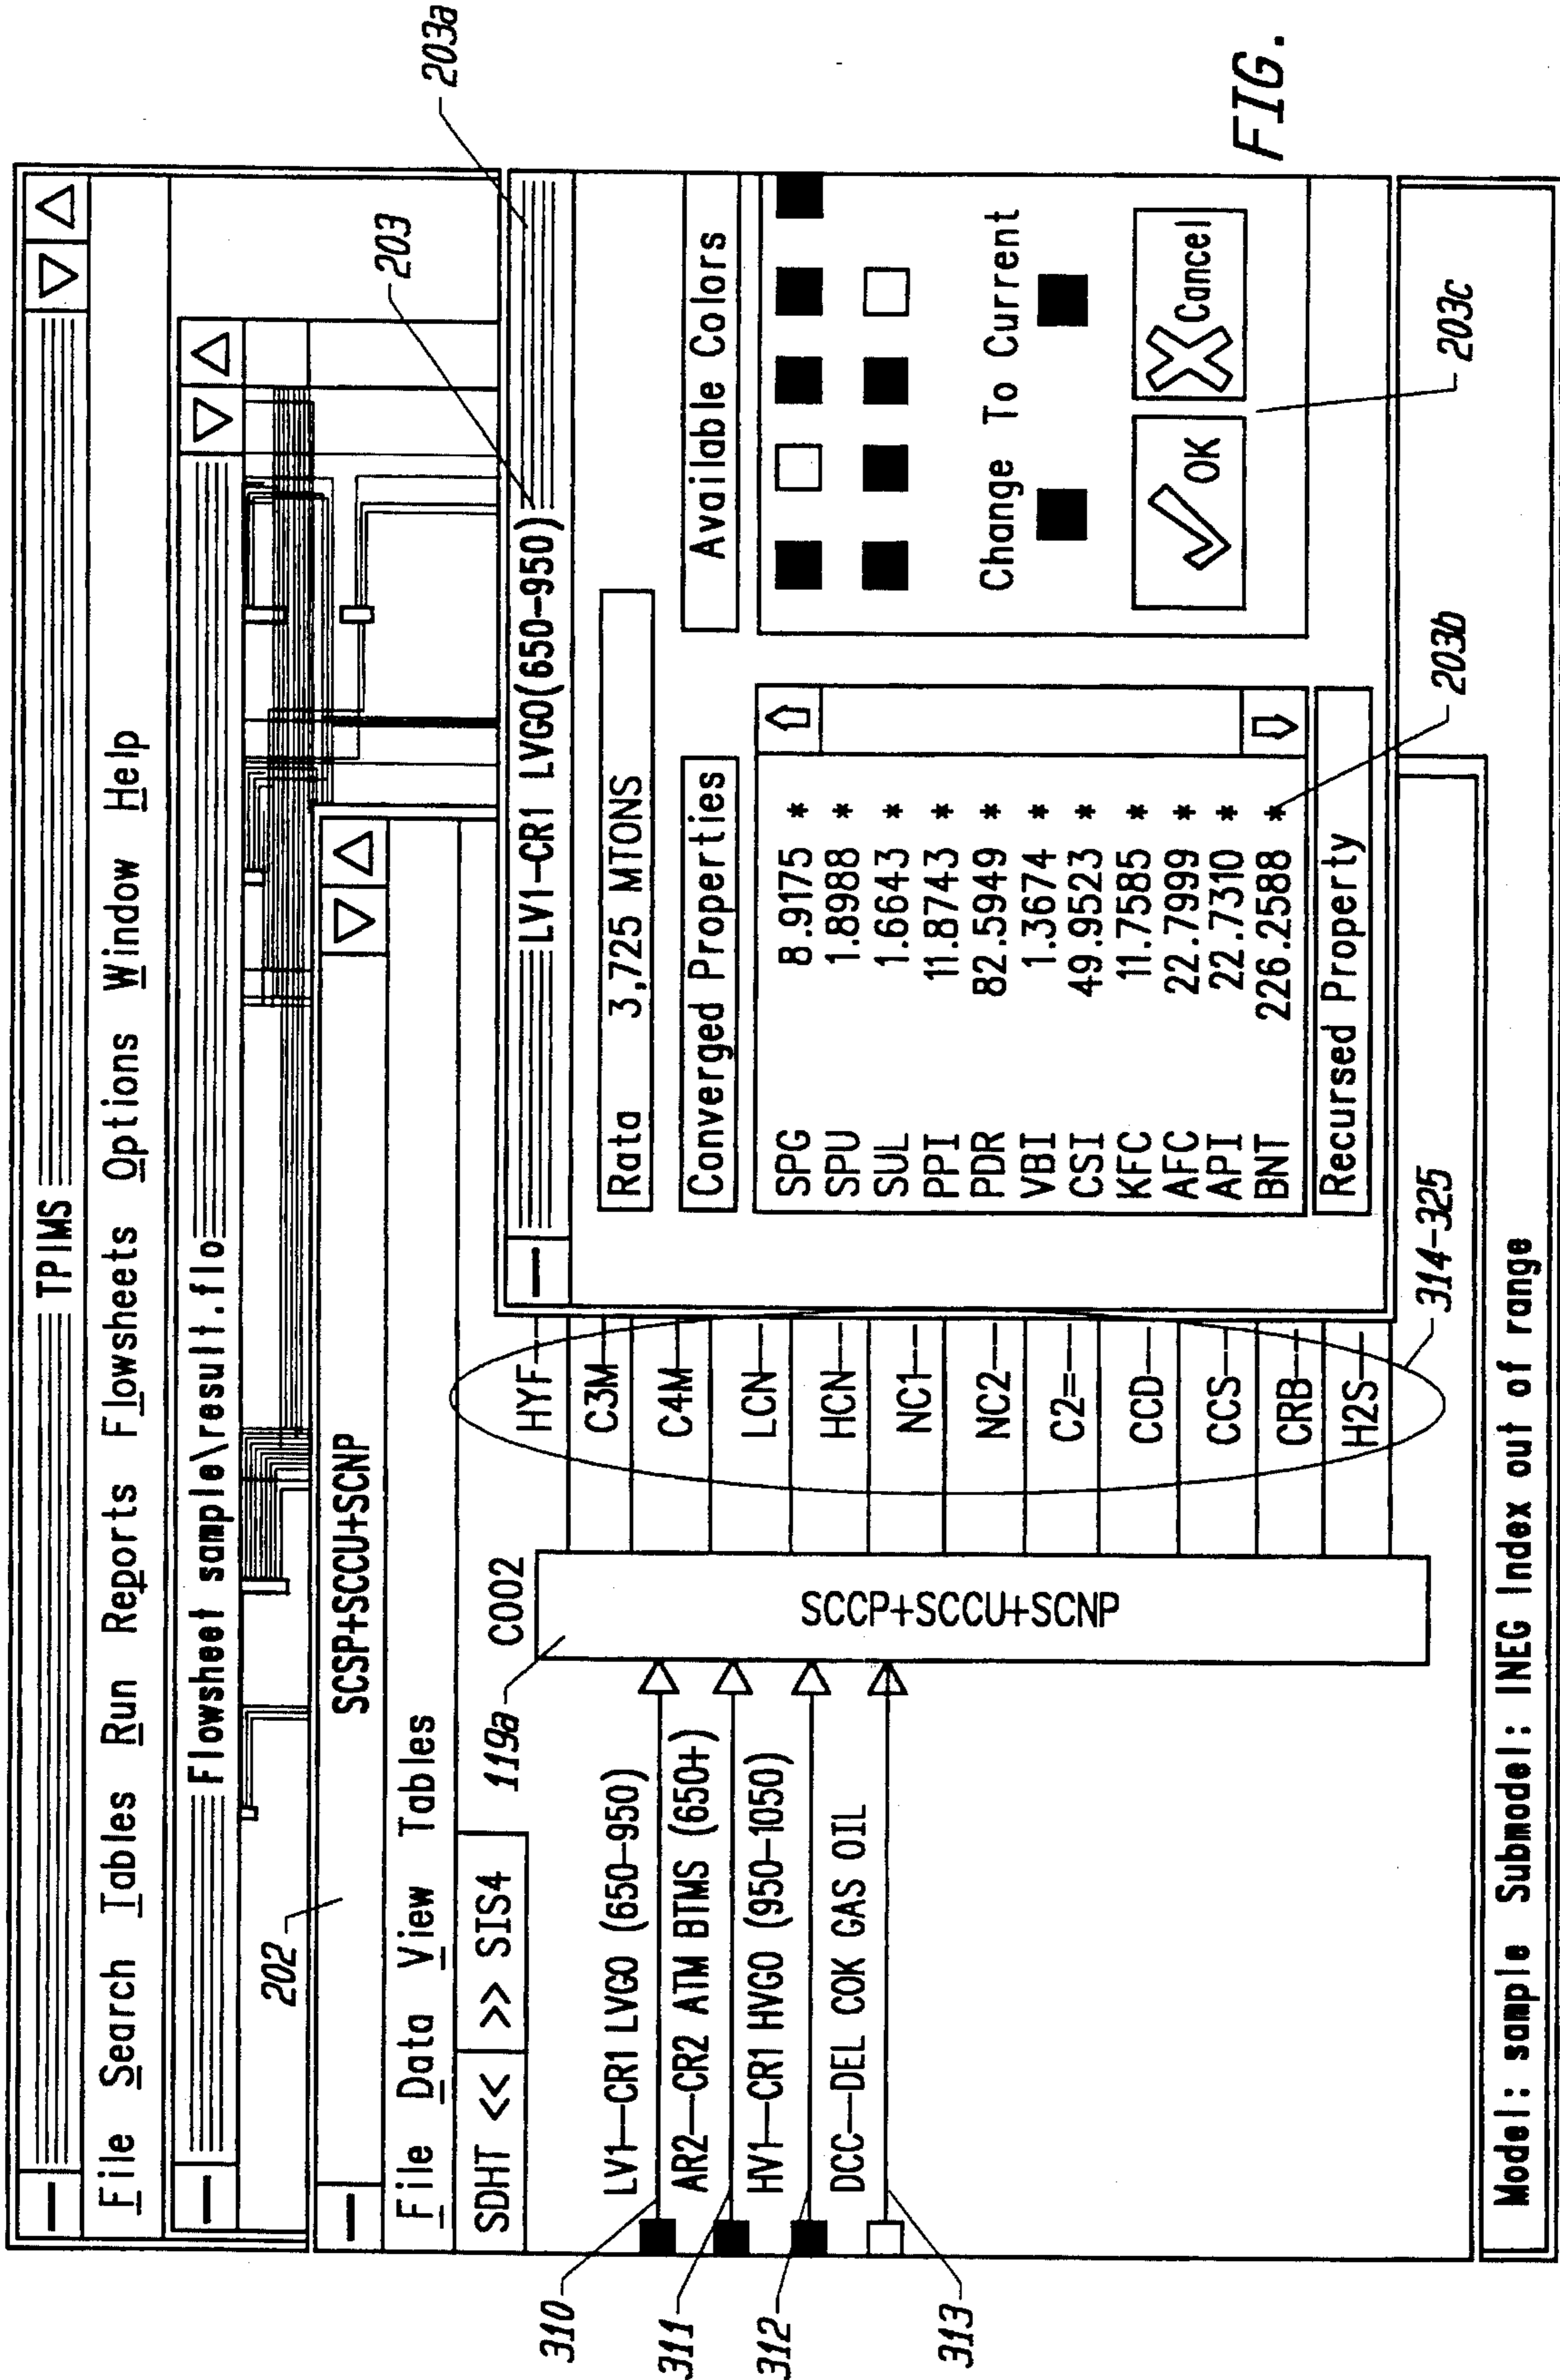 TPIMS
File Search Tables Run Reports Flowsheets Options Window Help
Flowsheet sample\result.flo
202
SCSP+SCCU+SCNP
203
203a
File Data View Tables
SDHT << >> SIS4
119a
C002
SCCP+SCCU+SCNP
310
LV1—CR1 LVGO (650-950)
311
AR2—CR2 ATM BTMS (650+)
312
HV1—CR1 HVGO (950-1050)
313
DCC—DEL COK GAS OIL
HYF
C3M
C4M
LCN
HCN
NC1
NC2
C2=
CCD
CCS
CRB
H2S
314-325
LV1-CR1 LVGO(650-950)
Rata 3,725 MTONS
Converged Properties
SPG 8.9175 *
SPU 1.8988 *
SUL 1.6643 *
PPI 11.8743 *
PDR 82.5949 *
VBI 1.3674 *
CSI 49.9523 *
KFC 11.7585 *
AFC 22.7999 *
API 22.7310 *
BNT 226.2588 *
Recursed Property
203b
Available Colors
Change To Current
OK
Cancel
203c
Model: sample Submodel: INEG Index out of range
FIG.